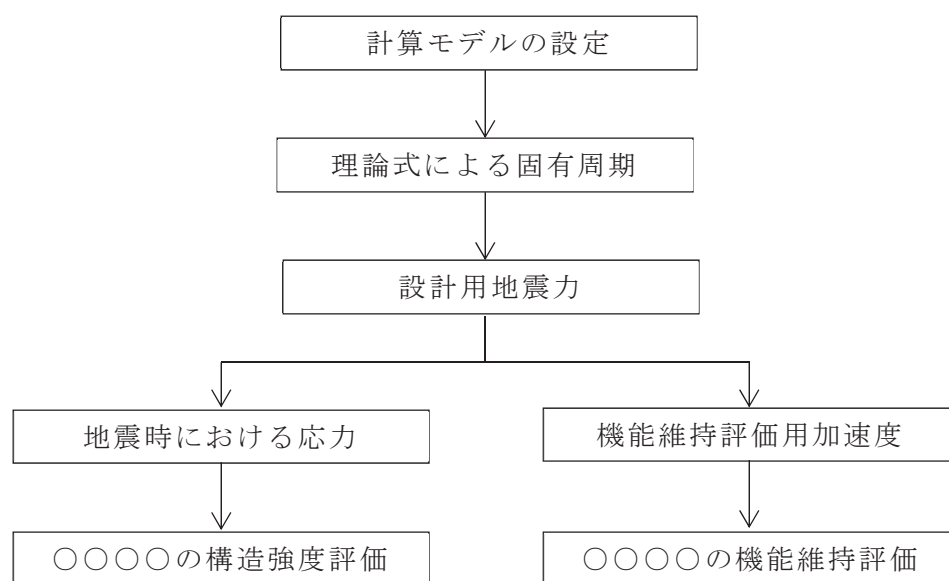 計算モデルの設定
理論式による固有周期
設計用地震力
地震時における応力
機能維持評価用加速度
○○○○の構造強度評価
○○○○の機能維持評価